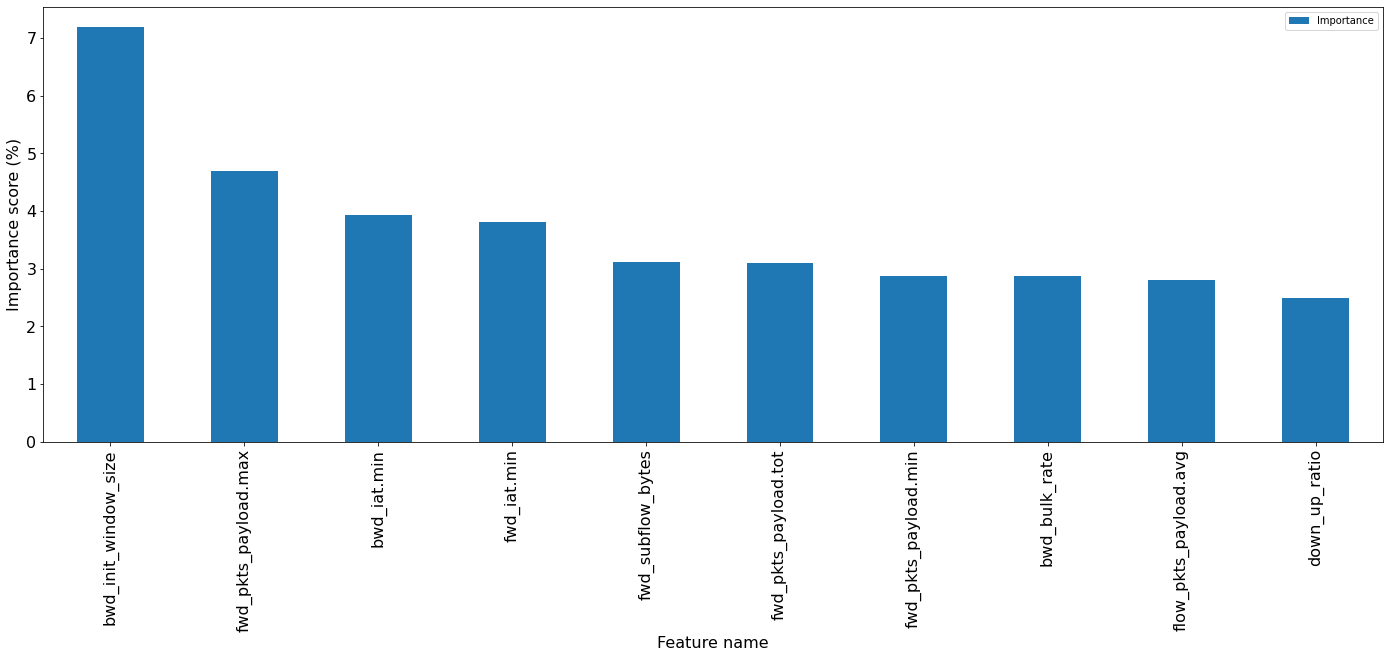 Importance
Importance score (%)
7
6
5
4
3
2
1
0
bwd_init_window_size
fwd_pkts_payload.max
bwd_iat.min
fwd_iat.min
fwd_subflow_bytes
fwd_pkts_payload.tot
fwd_pkts_payload.min
bwd_bulk_rate
flow_pkts_payload.avg
down_up_ratio
Feature name